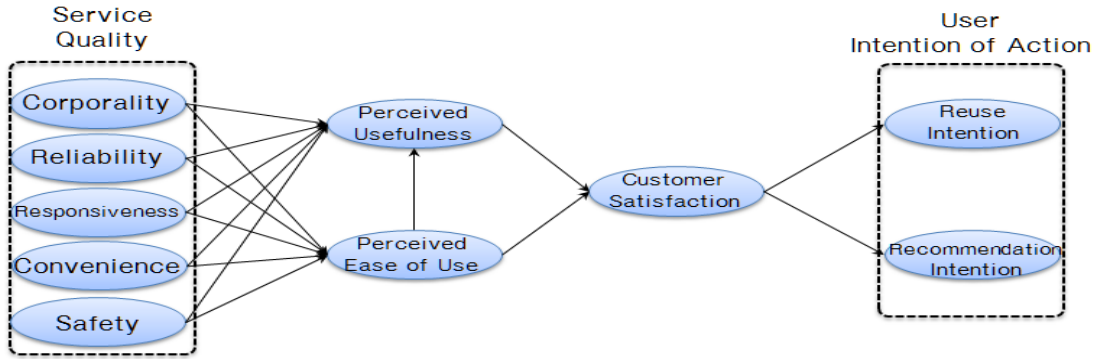 Service
Quality
Corporality
Reliability
Responsiveness
Convenience
Safety
Perceived
Usefulness
Perceived
Ease of Use
Customer
Satisfaction
User
Intention of Action
Reuse
Intention
Recommendation
Intention